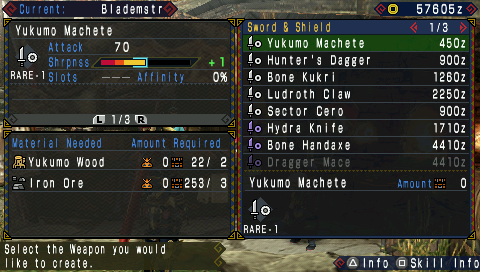 Current: Blademstr
57605z
Yukumo Machete
Attack 70
Shrpnss +1
RARE-1 Slots --- Affinity 0%
L 1/3 R
Material Needed Amount Required
Yukumo Wood 0 22/ 2
Iron Ore 0 253/ 3
Sword & Shield 1/3
Yukumo Machete 450z
Hunter's Dagger 900z
Bone Kukri 1260z
Ludroth Claw 2250z
Sector Cero 900z
Hydra Knife 1710z
Bone Handaxe 4410z
Dragger Mace 4410z
Yukumo Machete Amount 0
RARE-1
Select the Weapon you would
like to create.
Info Skill Info